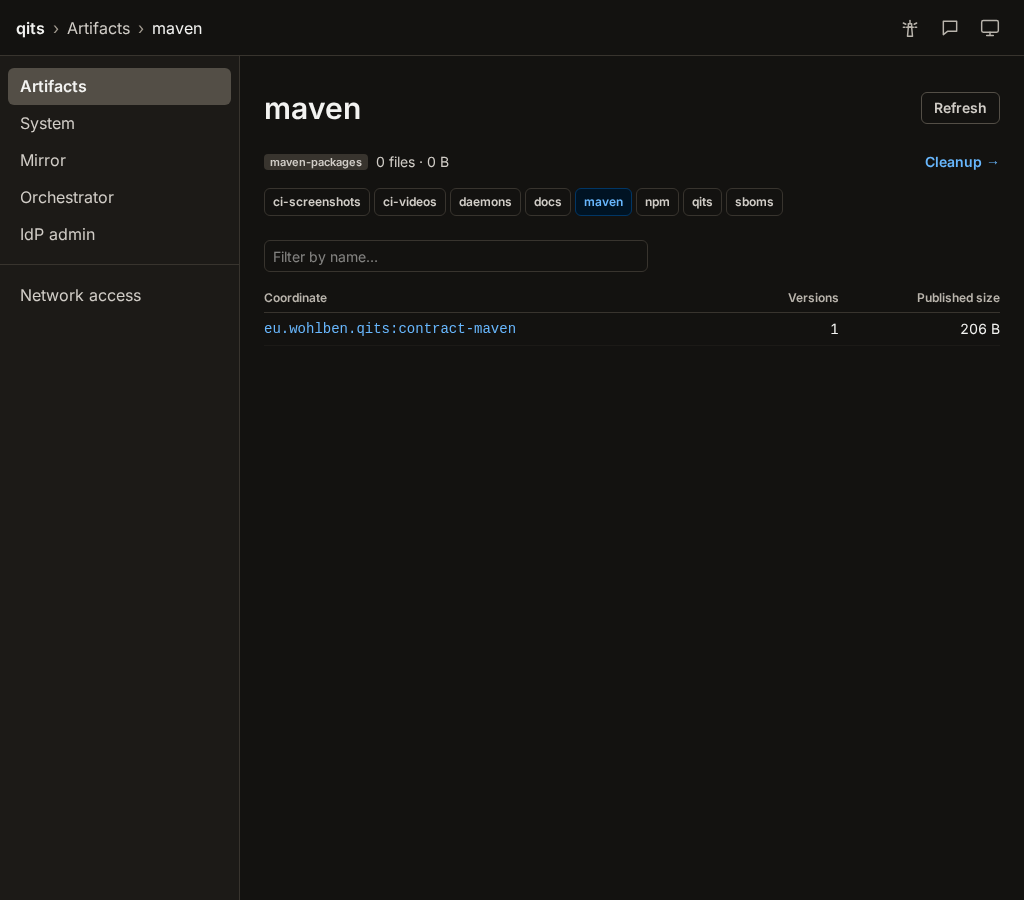 qits › Artifacts › maven
Artifacts
System
Mirror
Orchestrator
IdP admin
Network access
maven
Refresh
maven-packages 0 files · 0 B
Cleanup →
ci-screenshots ci-videos daemons docs maven npm qits sboms
Filter by name...
Coordinate Versions Published size
eu.wohlben.qits:contract-maven 1 206 B